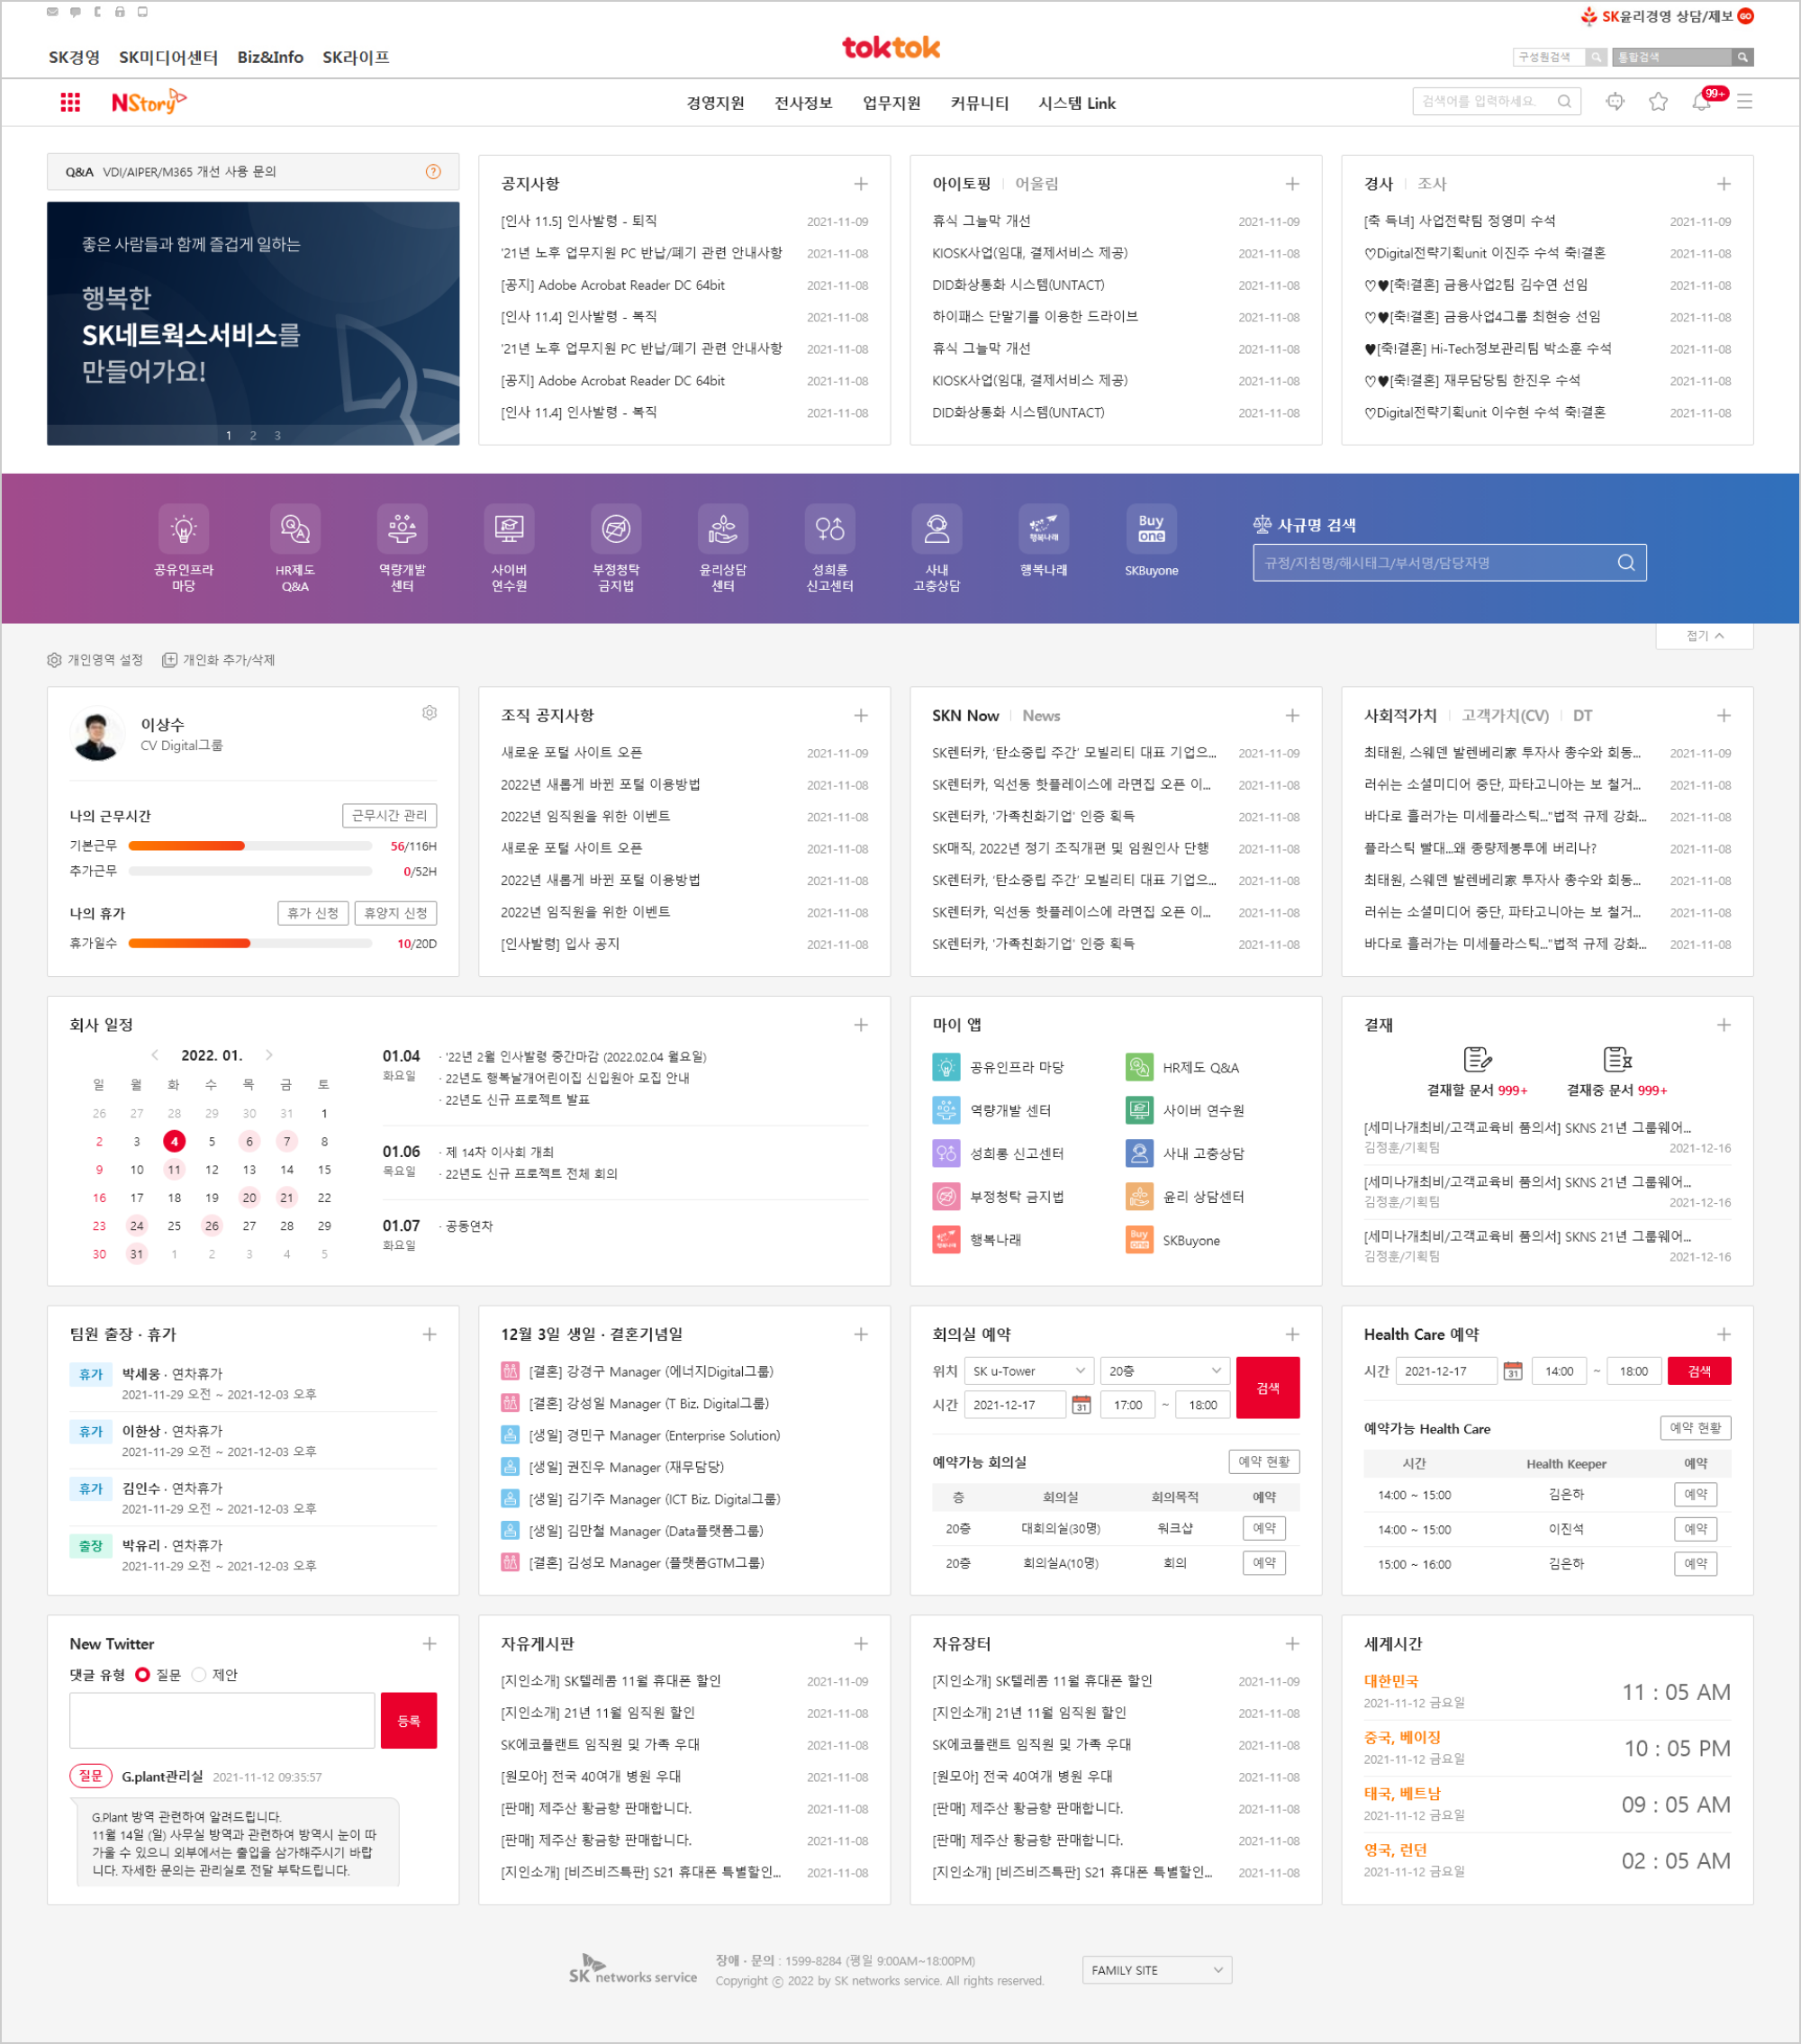 SK윤리경영 상담/제보 GO
SK경영 SK미디어센터 Biz&Info SK라이프
toktok
구성원검색 통합검색
NStory
경영지원 전사정보 업무지원 커뮤니티 시스템 Link
검색어를 입력하세요.
99+
Q&A VDI/AIPER/M365 개선 사용 문의 ?
좋은 사람들과 함께 즐겁게 일하는
행복한
SK네트웍스서비스를
만들어가요!
1 2 3
공지사항
[인사 11.5] 인사발령 - 퇴직 2021-11-09
'21년 노후 업무지원 PC 반납/폐기 관련 안내사항 2021-11-08
[공지] Adobe Acrobat Reader DC 64bit 2021-11-08
[인사 11.4] 인사발령 - 복직 2021-11-08
'21년 노후 업무지원 PC 반납/폐기 관련 안내사항 2021-11-08
[공지] Adobe Acrobat Reader DC 64bit 2021-11-08
[인사 11.4] 인사발령 - 복직 2021-11-08
아이토핑 어울림
휴식 그늘막 개선 2021-11-09
KIOSK사업(임대, 결제서비스 제공) 2021-11-08
DID화상통화 시스템(UNTACT) 2021-11-08
하이패스 단말기를 이용한 드라이브 2021-11-08
휴식 그늘막 개선 2021-11-08
KIOSK사업(임대, 결제서비스 제공) 2021-11-08
DID화상통화 시스템(UNTACT) 2021-11-08
경사 조사
[축 득녀] 사업전략팀 정영미 수석 2021-11-09
♡Digital전략기획unit 이진주 수석 축!결혼 2021-11-08
♡♥[축!결혼] 금융사업2팀 김수연 선임 2021-11-08
♡♥[축!결혼] 금융사업4그룹 최현승 선임 2021-11-08
♥[축!결혼] Hi-Tech정보관리팀 박소훈 수석 2021-11-08
♡♥[축!결혼] 재무담당팀 한진우 수석 2021-11-08
♡Digital전략기획unit 이수현 수석 축!결혼 2021-11-08
공유인프라
마당
HR제도
Q&A
역량개발
센터
사이버
연수원
부정청탁
금지법
윤리상담
센터
성희롱
신고센터
사내
고충상담
행복나래
행복나래
Buy
one
SKBuyone
사규명 검색
규정/지침명/해시태그/부서명/담당자명
접기
개인영역 설정 개인화 추가/삭제
이상수
CV Digital그룹
나의 근무시간 근무시간 관리
기본근무 56/116H
추가근무 0/52H
나의 휴가 휴가 신청 휴양지 신청
휴가일수 10/20D
조직 공지사항
새로운 포털 사이트 오픈 2021-11-09
2022년 새롭게 바뀐 포털 이용방법 2021-11-08
2022년 임직원을 위한 이벤트 2021-11-08
새로운 포털 사이트 오픈 2021-11-08
2022년 새롭게 바뀐 포털 이용방법 2021-11-08
2022년 임직원을 위한 이벤트 2021-11-08
[인사발령] 입사 공지 2021-11-08
SKN Now News
SK렌터카, '탄소중립 주간' 모빌리티 대표 기업으... 2021-11-09
SK렌터카, 익선동 핫플레이스에 라면집 오픈 이... 2021-11-08
SK렌터카, '가족친화기업' 인증 획득 2021-11-08
SK매직, 2022년 정기 조직개편 및 임원인사 단행 2021-11-08
SK렌터카, '탄소중립 주간' 모빌리티 대표 기업으... 2021-11-08
SK렌터카, 익선동 핫플레이스에 라면집 오픈 이... 2021-11-08
SK렌터카, '가족친화기업' 인증 획득 2021-11-08
사회적가치 고객가치(CV) DT
최태원, 스웨덴 발렌베리家 투자사 총수와 회동... 2021-11-09
러쉬는 소셜미디어 중단, 파타고니아는 보 철거... 2021-11-08
바다로 흘러가는 미세플라스틱..."법적 규제 강화... 2021-11-08
플라스틱 빨대...왜 종량제봉투에 버리나? 2021-11-08
최태원, 스웨덴 발렌베리家 투자사 총수와 회동... 2021-11-08
러쉬는 소셜미디어 중단, 파타고니아는 보 철거... 2021-11-08
바다로 흘러가는 미세플라스틱..."법적 규제 강화... 2021-11-08
회사 일정
2022. 01.
일 월 화 수 목 금 토
26 27 28 29 30 31 1
2 3 4 5 6 7 8
9 10 11 12 13 14 15
16 17 18 19 20 21 22
23 24 25 26 27 28 29
30 31 1 2 3 4 5
01.04 · '22년 2월 인사발령 중간마감 (2022.02.04 월요일)
화요일 · 22년도 행복날개어린이집 신입원아 모집 안내
· 22년도 신규 프로젝트 발표
01.06 · 제 14차 이사회 개최
목요일 · 22년도 신규 프로젝트 전체 회의
01.07 · 공동연차
화요일
마이 앱
공유인프라 마당 HR제도 Q&A
역량개발 센터 사이버 연수원
성희롱 신고센터 사내 고충상담
부정청탁 금지법 윤리 상담센터
행복나래 행복나래 Buy one SKBuyone
결재
결재할 문서 999+ 결재중 문서 999+
[세미나개최비/고객교육비 품의서] SKNS 21년 그룹웨어...
김정훈/기획팀 2021-12-16
[세미나개최비/고객교육비 품의서] SKNS 21년 그룹웨어...
김정훈/기획팀 2021-12-16
[세미나개최비/고객교육비 품의서] SKNS 21년 그룹웨어...
김정훈/기획팀 2021-12-16
팀원 출장 · 휴가
휴가 박세웅 · 연차휴가
2021-11-29 오전 ~ 2021-12-03 오후
휴가 이한상 · 연차휴가
2021-11-29 오전 ~ 2021-12-03 오후
휴가 김인수 · 연차휴가
2021-11-29 오전 ~ 2021-12-03 오후
출장 박유리 · 연차휴가
2021-11-29 오전 ~ 2021-12-03 오후
12월 3일 생일 · 결혼기념일
[결혼] 강경구 Manager (에너지Digital그룹)
[결혼] 강성일 Manager (T Biz. Digital그룹)
[생일] 경민구 Manager (Enterprise Solution)
[생일] 권진우 Manager (재무담당)
[생일] 김기주 Manager (ICT Biz. Digital그룹)
[생일] 김만철 Manager (Data플랫폼그룹)
[결혼] 김성모 Manager (플랫폼GTM그룹)
회의실 예약
위치 SK u-Tower 20층 검색
시간 2021-12-17 31 17:00 ~ 18:00
예약가능 회의실 예약 현황
층 회의실 회의목적 예약
20층 대회의실(30명) 워크샵 예약
20층 회의실A(10명) 회의 예약
Health Care 예약
시간 2021-12-17 31 14:00 ~ 18:00 검색
예약가능 Health Care 예약 현황
시간 Health Keeper 예약
14:00 ~ 15:00 김은하 예약
14:00 ~ 15:00 이진석 예약
15:00 ~ 16:00 김은하 예약
New Twitter
댓글 유형 질문 제안
등록
질문 G.plant관리실 2021-11-12 09:35:57
G.Plant 방역 관련하여 알려드립니다.
11월 14일 (일) 사무실 방역과 관련하여 방역시 눈이 따
가울 수 있으니 외부에서는 출입을 삼가해주시기 바랍
니다. 자세한 문의는 관리실로 전달 부탁드립니다.
자유게시판
[지인소개] SK텔레콤 11월 휴대폰 할인 2021-11-09
[지인소개] 21년 11월 임직원 할인 2021-11-08
SK에코플랜트 임직원 및 가족 우대 2021-11-08
[원모아] 전국 40여개 병원 우대 2021-11-08
[판매] 제주산 황금향 판매합니다. 2021-11-08
[판매] 제주산 황금향 판매합니다. 2021-11-08
[지인소개] [비즈비즈특판] S21 휴대폰 특별할인... 2021-11-08
자유장터
[지인소개] SK텔레콤 11월 휴대폰 할인 2021-11-09
[지인소개] 21년 11월 임직원 할인 2021-11-08
SK에코플랜트 임직원 및 가족 우대 2021-11-08
[원모아] 전국 40여개 병원 우대 2021-11-08
[판매] 제주산 황금향 판매합니다. 2021-11-08
[판매] 제주산 황금향 판매합니다. 2021-11-08
[지인소개] [비즈비즈특판] S21 휴대폰 특별할인... 2021-11-08
세계시간
대한민국
2021-11-12 금요일 11 : 05 AM
중국, 베이징
2021-11-12 금요일 10 : 05 PM
태국, 베트남
2021-11-12 금요일 09 : 05 AM
영국, 런던
2021-11-12 금요일 02 : 05 AM
SK networks service
장애 · 문의 : 1599-8284 (평일 9:00AM~18:00PM)
Copyright ⓒ 2022 by SK networks service. All rights reserved.
FAMILY SITE